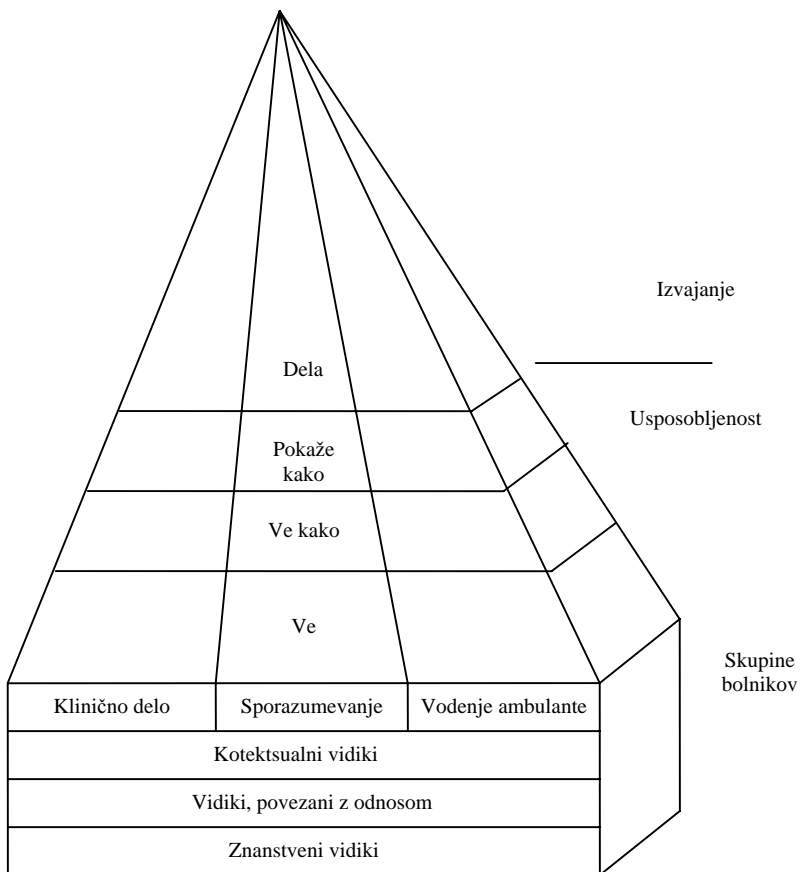 Izvajanje
Dela
Usposobljenost
Pokaže
kako
Ve kako
Ve
Skupine
bolnikov
Klinično delo
Sporazumevanje
Vodenje ambulante
Kotektsualni vidiki
Vidiki, povezani z odnosom
Znanstveni vidiki